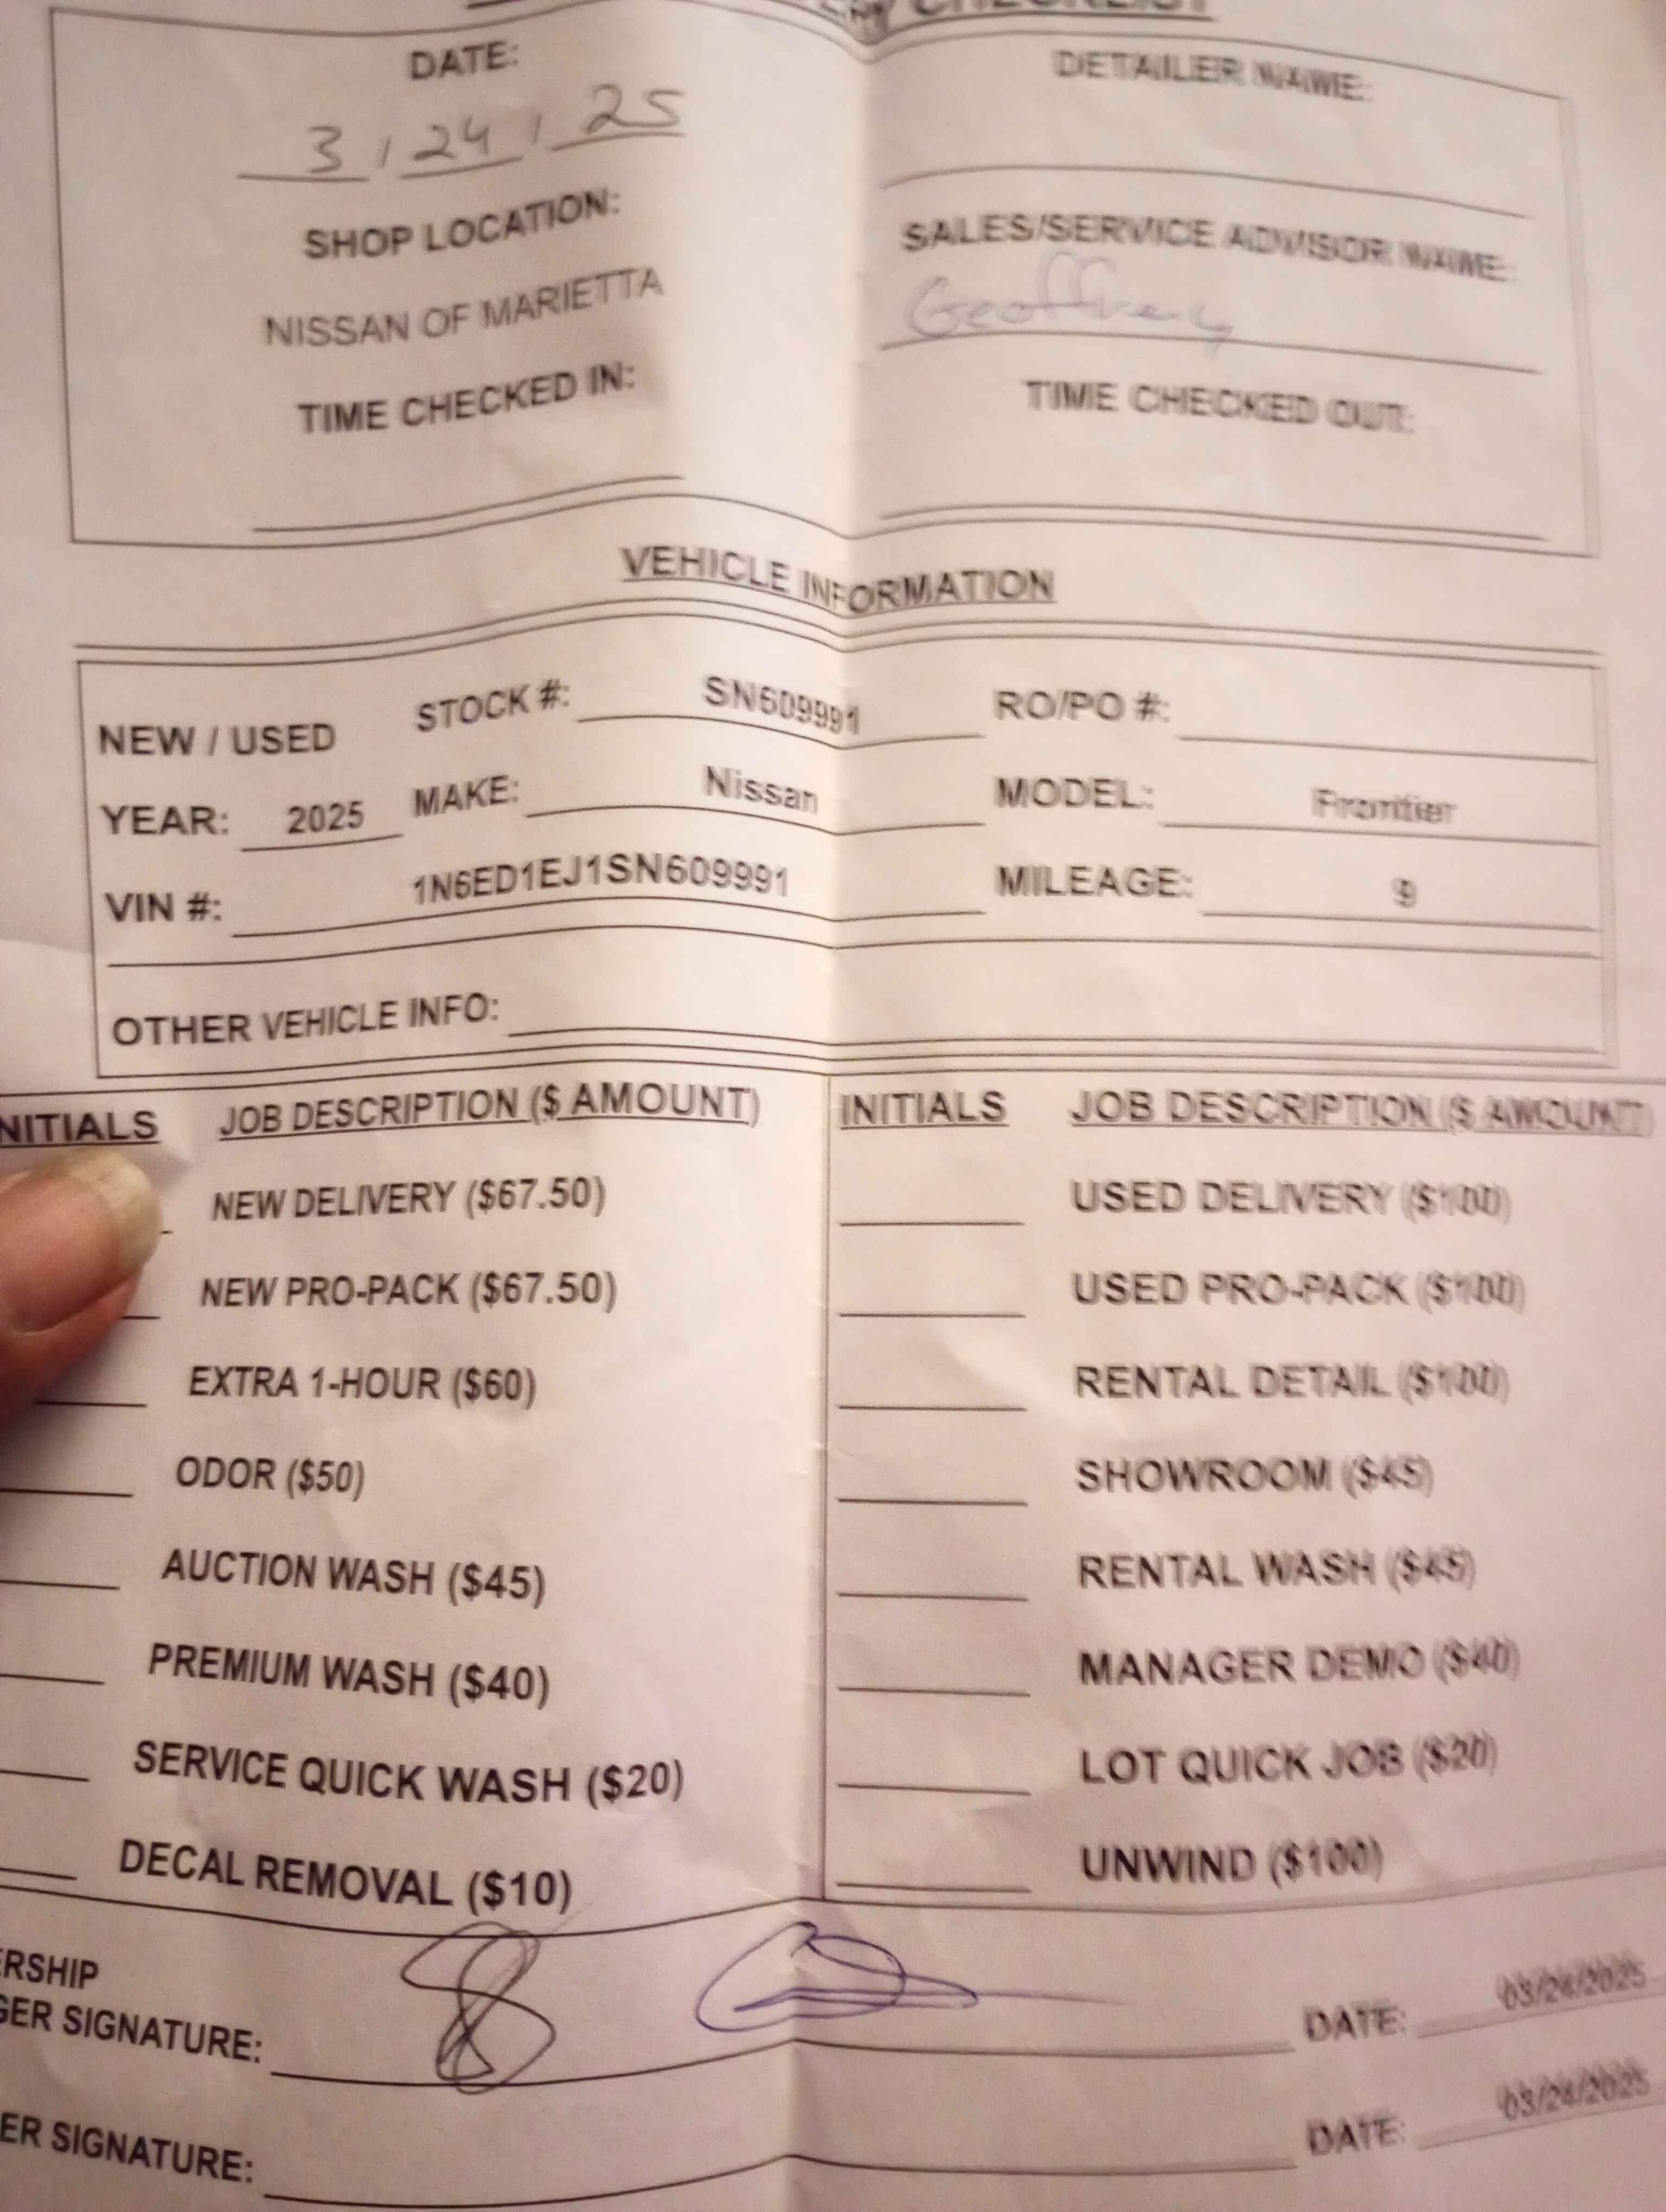 CHECKLIST
DATE: DETAILER NAME:
3 / 24 / 25
SHOP LOCATION: SALES/SERVICE ADVISOR NAME:
NISSAN OF MARIETTA Geoffrey
TIME CHECKED IN: TIME CHECKED OUT:
VEHICLE INFORMATION
NEW / USED STOCK #: SN609991 RO/PO #:
YEAR: 2025 MAKE: Nissan MODEL: Frontier
VIN #: 1N6ED1EJ1SN609991 MILEAGE: 9
OTHER VEHICLE INFO:
NITIALS JOB DESCRIPTION ($ AMOUNT) INITIALS JOB DESCRIPTION ($ AMOUNT)
NEW DELIVERY ($67.50) USED DELIVERY ($100)
NEW PRO-PACK ($67.50) USED PRO-PACK ($100)
EXTRA 1-HOUR ($60) RENTAL DETAIL ($100)
ODOR ($50) SHOWROOM ($45)
AUCTION WASH ($45) RENTAL WASH ($45)
PREMIUM WASH ($40) MANAGER DEMO ($40)
SERVICE QUICK WASH ($20) LOT QUICK JOB ($20)
DECAL REMOVAL ($10) UNWIND ($100)
ERSHIP
GER SIGNATURE: DATE: 03/24/2025
ER SIGNATURE: DATE: 03/24/2025